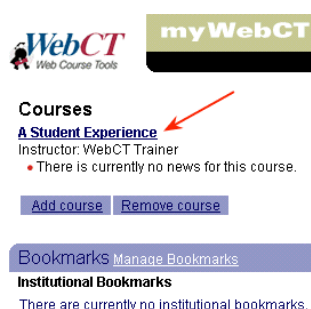 WebCT
Web Course Tools
myWebCT
Courses
A Student Experience
Instructor: WebCT Trainer
• There is currently no news for this course.
Add course Remove course
Bookmarks Manage Bookmarks
Institutional Bookmarks
There are currently no institutional bookmarks.